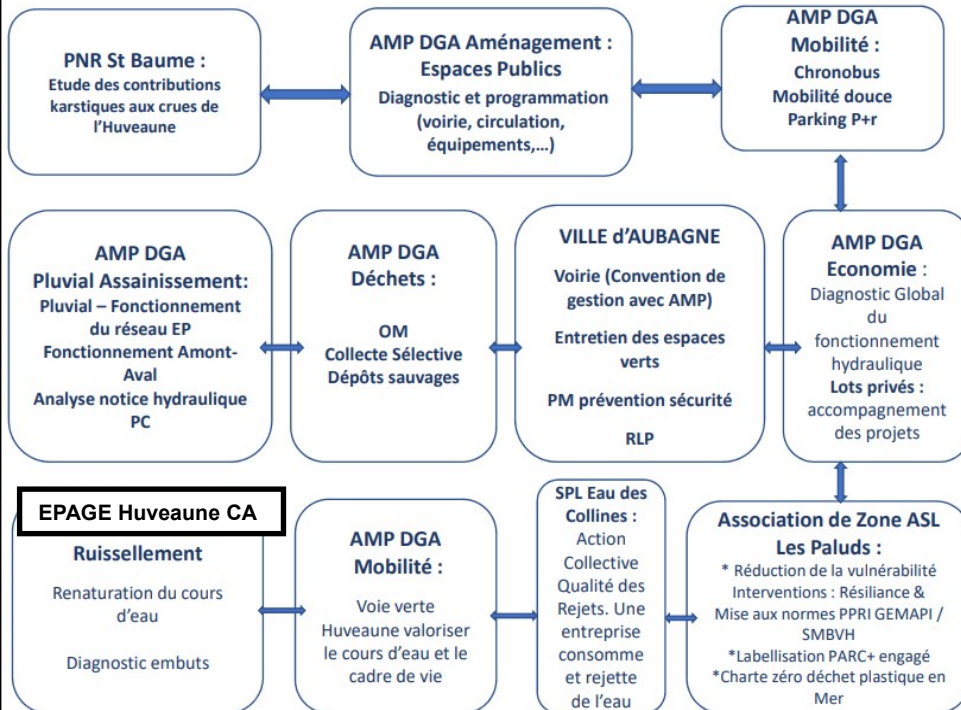 PNR St Baume :
Etude des contributions
karstiques aux crues de
l'Huveaune
AMP DGA Aménagement :
Espaces Publics
Diagnostic et programmation
(voirie, circulation,
équipements,...)
AMP DGA
Mobilité :
Chronobus
Mobilité douce
Parking P+r
AMP DGA
Pluvial Assainissement:
Pluvial – Fonctionnement
du réseau EP
Fonctionnement Amont-
Aval
Analyse notice hydraulique
PC
AMP DGA
Déchets :
OM
Collecte Sélective
Dépôts sauvages
VILLE d'AUBAGNE
Voirie (Convention de
gestion avec AMP)
Entretien des espaces
verts
PM prévention sécurité
RLP
AMP DGA
Economie :
Diagnostic Global
du
fonctionnement
hydraulique
Lots privés :
accompagnement
des projets
EPAGE Huveaune CA
Ruissellement
Renaturation du cours
d'eau
Diagnostic embuts
AMP DGA
Mobilité :
Voie verte
Huveaune valoriser
le cours d'eau et le
cadre de vie
SPL Eau des
Collines :
Action
Collective
Qualité des
Rejets. Une
entreprise
consomme
et rejette
de l'eau
Association de Zone ASL
Les Paluds :
* Réduction de la vulnérabilité
Interventions : Résiliance &
Mise aux normes PPRI GEMAPI /
SMBVH
*Labellisation PARC+ engagé
*Charte zéro déchet plastique en
Mer